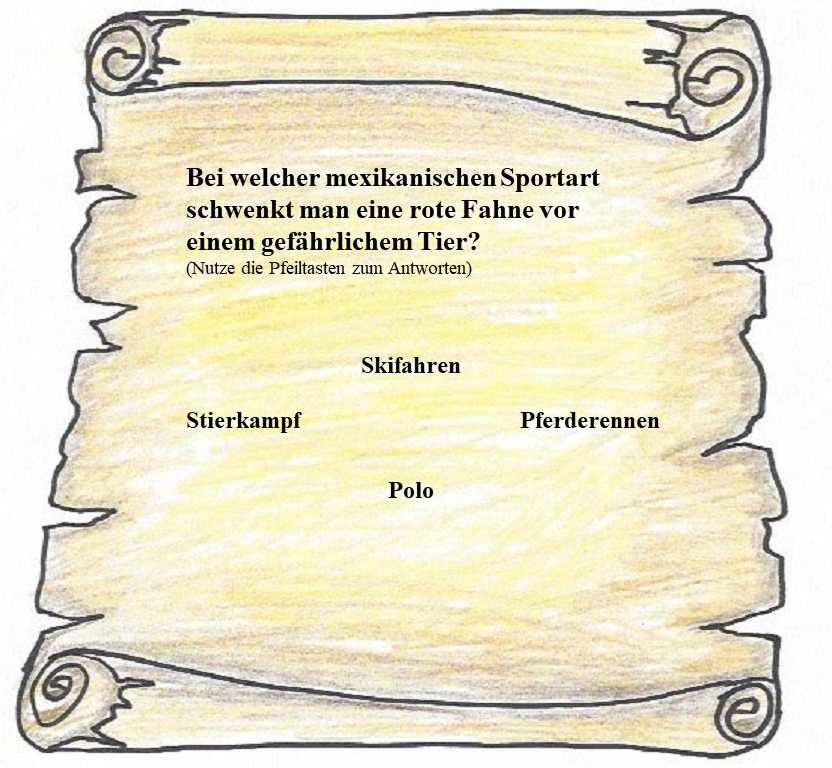 Bei welcher mexikanischen Sportart
schwenkt man eine rote Fahne vor
einem gefährlichem Tier?
(Nutze die Pfeiltasten zum Antworten)
Skifahren
Stierkampf Pferderennen
Polo